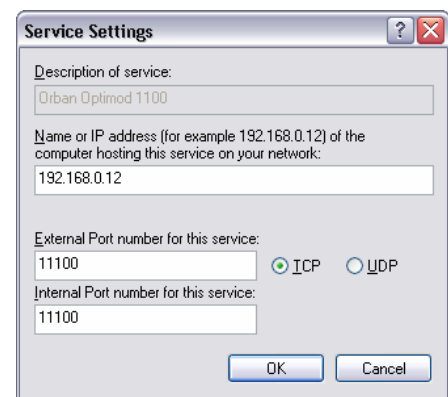 Service Settings
?
X
Description of service:
Orban Optimod 1100
Name or IP address (for example 192.168.0.12) of the
computer hosting this service on your network:
192.168.0.12
External Port number for this service:
11100
TCP
UDP
Internal Port number for this service:
11100
OK
Cancel